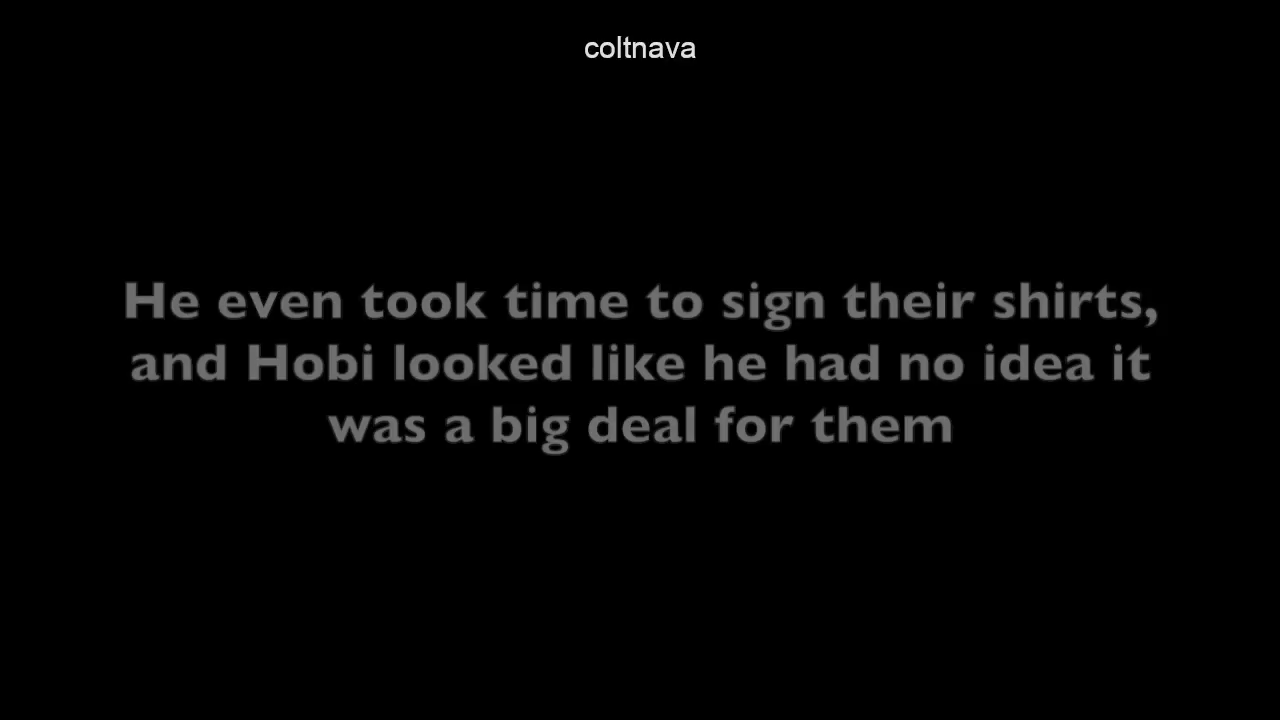 coltnava
He even took time to sign their shirts,
and Hobi looked like he had no idea it
was a big deal for them